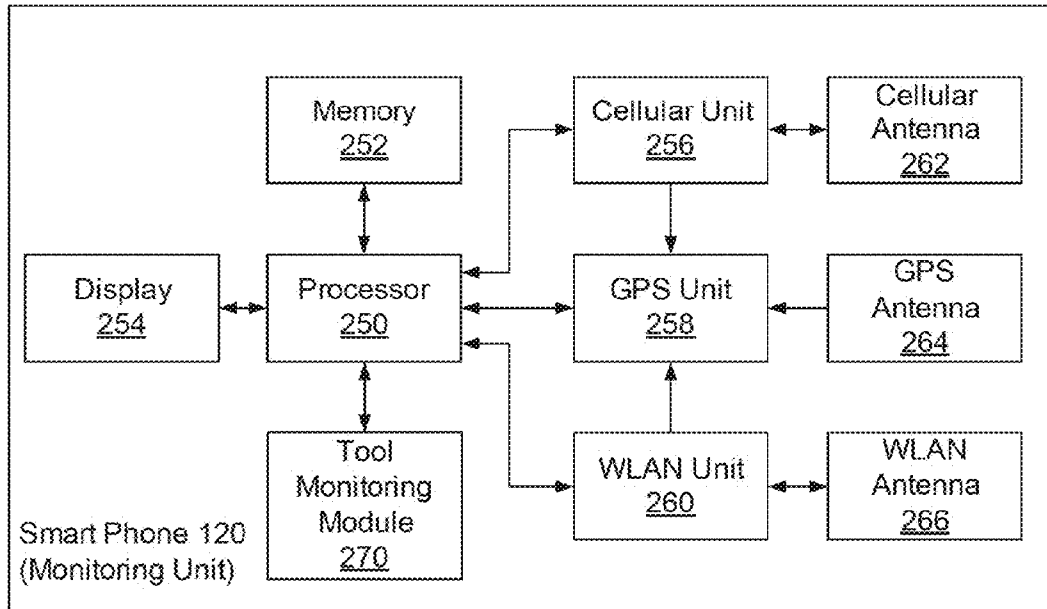 Memory
252
Cellular Unit
256
Cellular
Antenna
262
Display
254
Processor
250
GPS Unit
258
GPS
Antenna
264
Tool
Monitoring
Module
270
WLAN Unit
260
WLAN
Antenna
266
Smart Phone 120
(Monitoring Unit)